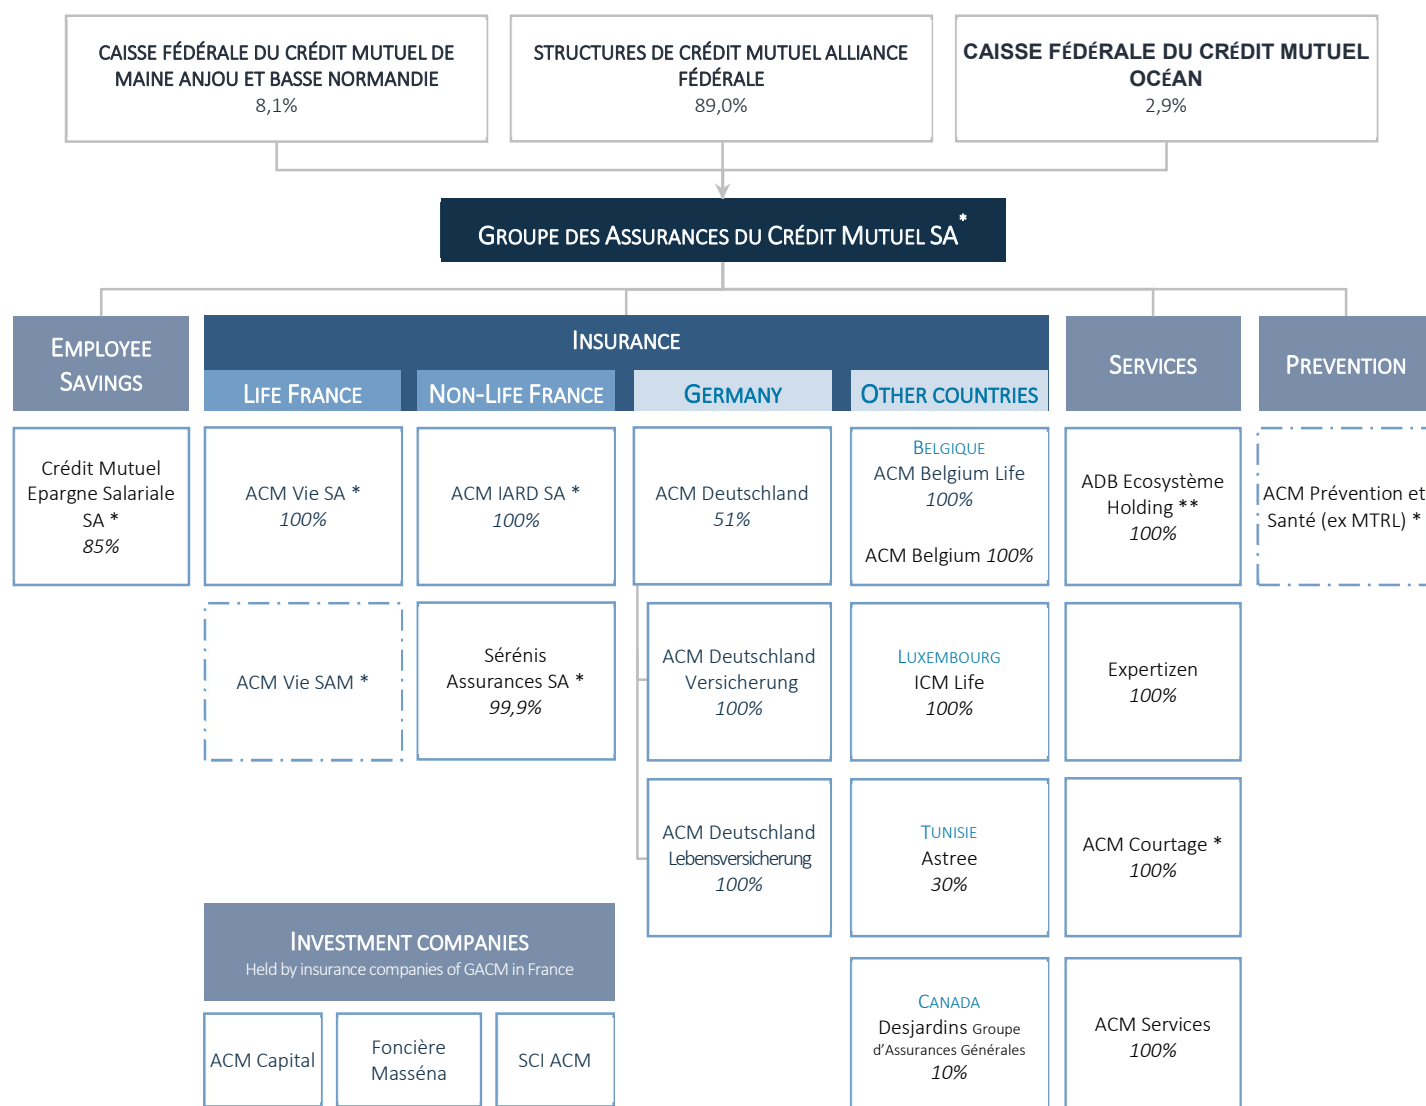 CAISSE FÉDÉRALE DU CRÉDIT MUTUEL DE
MAINE ANJOU ET BASSE NORMANDIE
8,1%
STRUCTURES DE CRÉDIT MUTUEL ALLIANCE
FÉDÉRALE
89,0%
CAISSE FÉDÉRALE DU CRÉDIT MUTUEL
OCÉAN
2,9%
GROUPE DES ASSURANCES DU CRÉDIT MUTUEL SA*
EMPLOYEE
SAVINGS
INSURANCE
LIFE FRANCE
NON-LIFE FRANCE
GERMANY
OTHER COUNTRIES
SERVICES
PREVENTION
Crédit Mutuel
Epargne Salariale
SA *
85%
ACM Vie SA *
100%
ACM IARD SA *
100%
ACM Deutschland
51%
BELGIQUE
ACM Belgium Life
100%
ACM Belgium 100%
ADB Ecosystème
Holding **
100%
ACM Prévention et
Santé (ex MTRL) *
ACM Vie SAM *
Sérénis
Assurances SA *
99,9%
ACM Deutschland
Versicherung
100%
LUXEMBOURG
ICM Life
100%
Expertizen
100%
ACM Deutschland
Lebensversicherung
100%
TUNISIE
Astree
30%
ACM Courtage *
100%
INVESTMENT COMPANIES
Held by insurance companies of GACM in France
ACM Capital
Foncière
Masséna
SCI ACM
CANADA
Desjardins Groupe
d'Assurances Générales
10%
ACM Services
100%